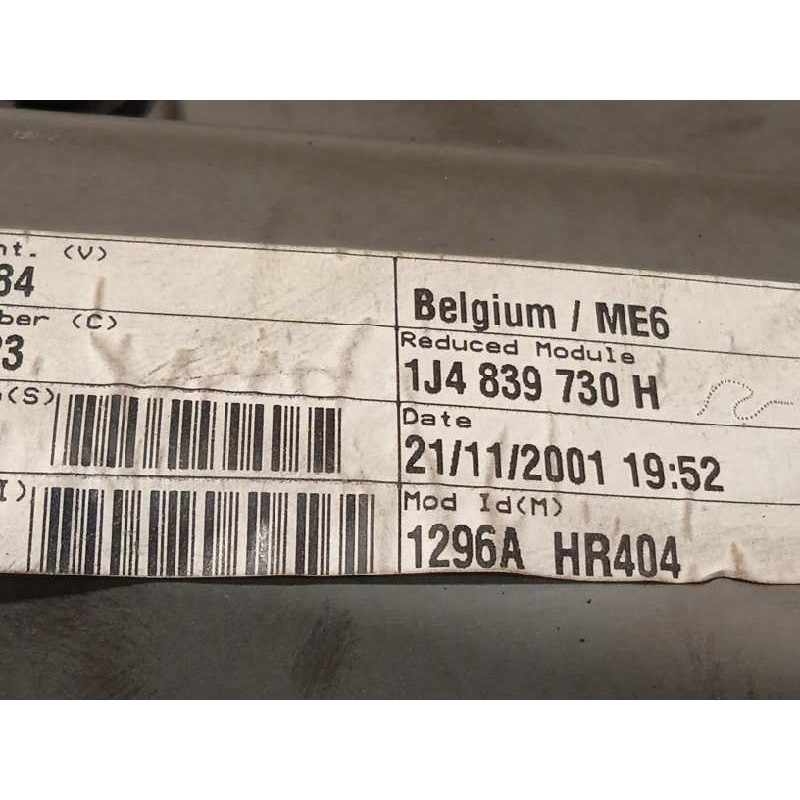 nt. (V)
84
ber (C)
23
(S)
I)
Belgium / ME6
Reduced Module
1J4 839 730 H
Date
21/11/2001 19:52
Mod Id(M)
1296A HR404